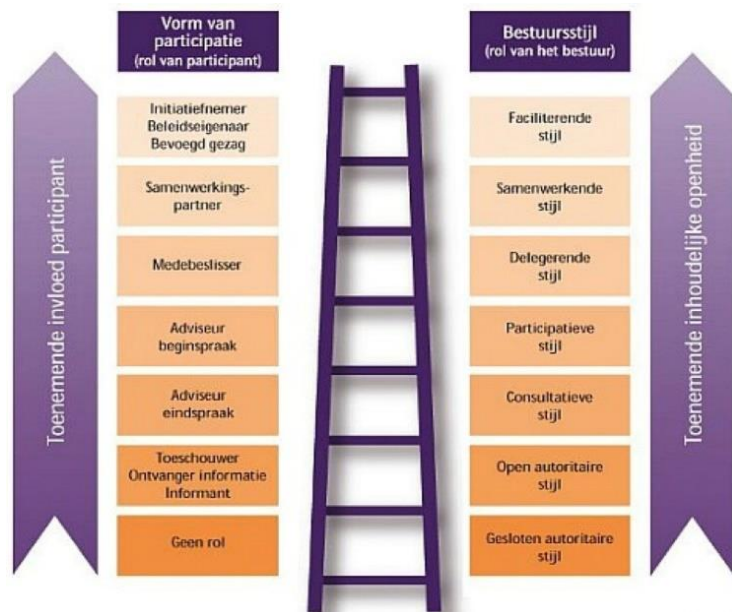 Vorm van
participatie
(rol van participant)
Bestuursstijl
(rol van het bestuur)
Toenemende invloed participant
Initiatiefnemer
Beleidseigenaar
Bevoegd gezag
Faciliterende
stijl
Samenwerkings-
partner
Samenwerkende
stijl
Medebeslisser
Delegerende
stijl
Adviseur
beginspraak
Participatieve
stijl
Adviseur
eindspraak
Consultatieve
stijl
Toeschouwer
Ontvanger informatie
Informant
Open autoritaire
stijl
Geen rol
Gesloten autoritaire
stijl
Toenemende inhoudelijke openheid